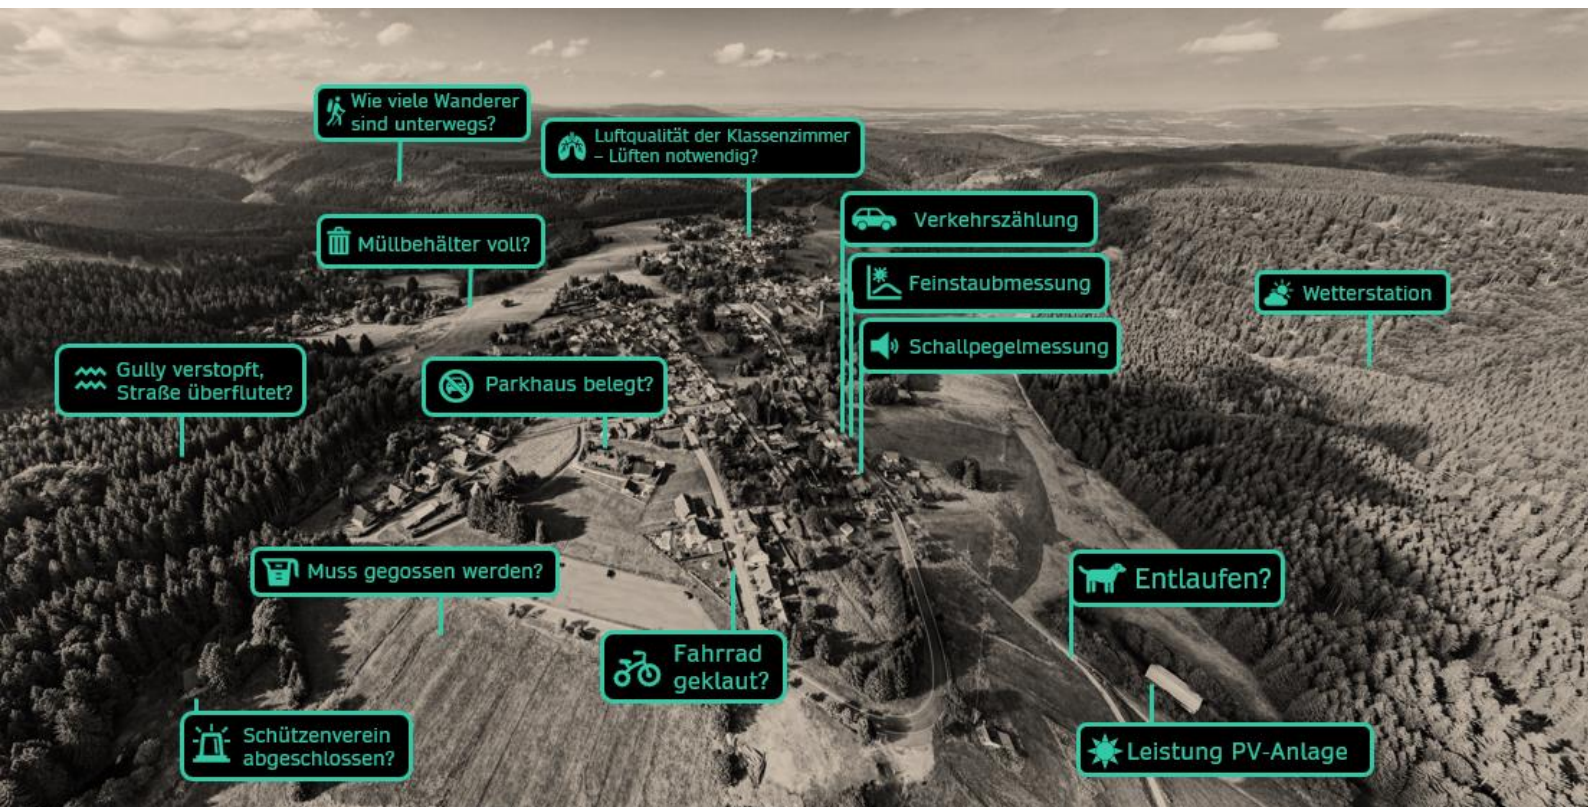 Wie viele Wanderer
sind unterwegs?
Luftqualität der Klassenzimmer
– Lüften notwendig?
Verkehrszählung
Müllbehälter voll?
Feinstaubmessung
Wetterstation
Schallpegelmessung
Gully verstopft,
Straße überflutet?
Parkhaus belegt?
Muss gegossen werden?
Entlaufen?
Fahrrad
geklaut?
Schützenverein
abgeschlossen?
Leistung PV-Anlage